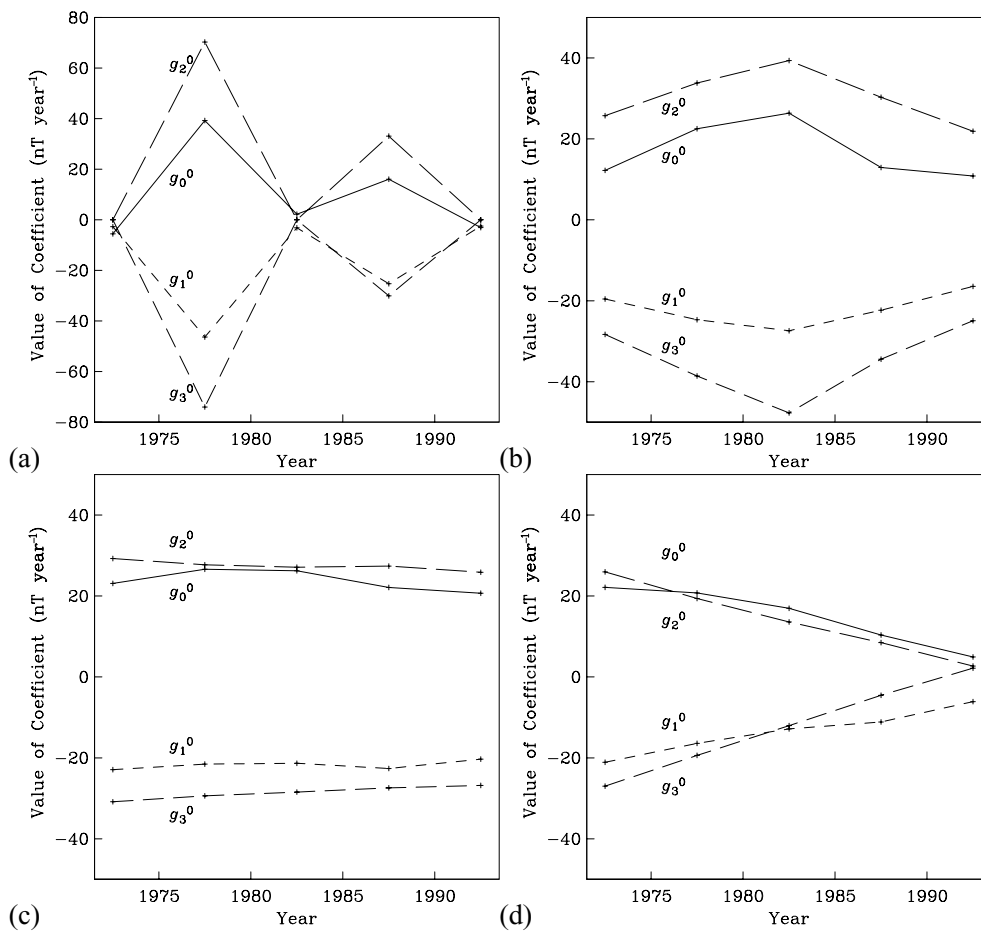 80
60
40
20
0
−20
−40
−60
−80
Value of Coefficient (nT year⁻¹)
g₂⁰
g₀⁰
g₁⁰
g₃⁰
1975 1980 1985 1990
Year
(a)
40
20
0
−20
−40
Value of Coefficient (nT year⁻¹)
g₂⁰
g₀⁰
g₁⁰
g₃⁰
1975 1980 1985 1990
Year
(b)
40
20
0
−20
−40
Value of Coefficient (nT year⁻¹)
g₂⁰
g₀⁰
g₁⁰
g₃⁰
1975 1980 1985 1990
Year
(c)
40
20
0
−20
−40
Value of Coefficient (nT year⁻¹)
g₀⁰
g₂⁰
g₁⁰
g₃⁰
1975 1980 1985 1990
Year
(d)